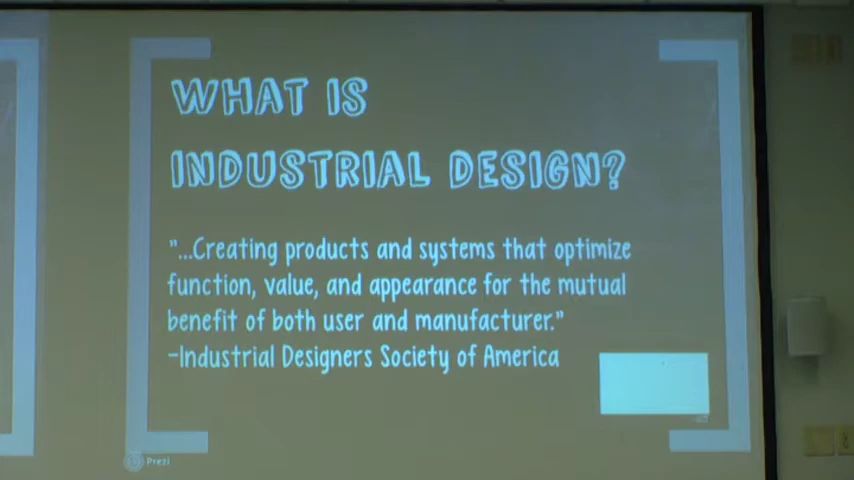 WHAT IS
INDUSTRIAL DESIGN?
"...Creating products and systems that optimize
function, value, and appearance for the mutual
benefit of both user and manufacturer."
-Industrial Designers Society of America
Prezi